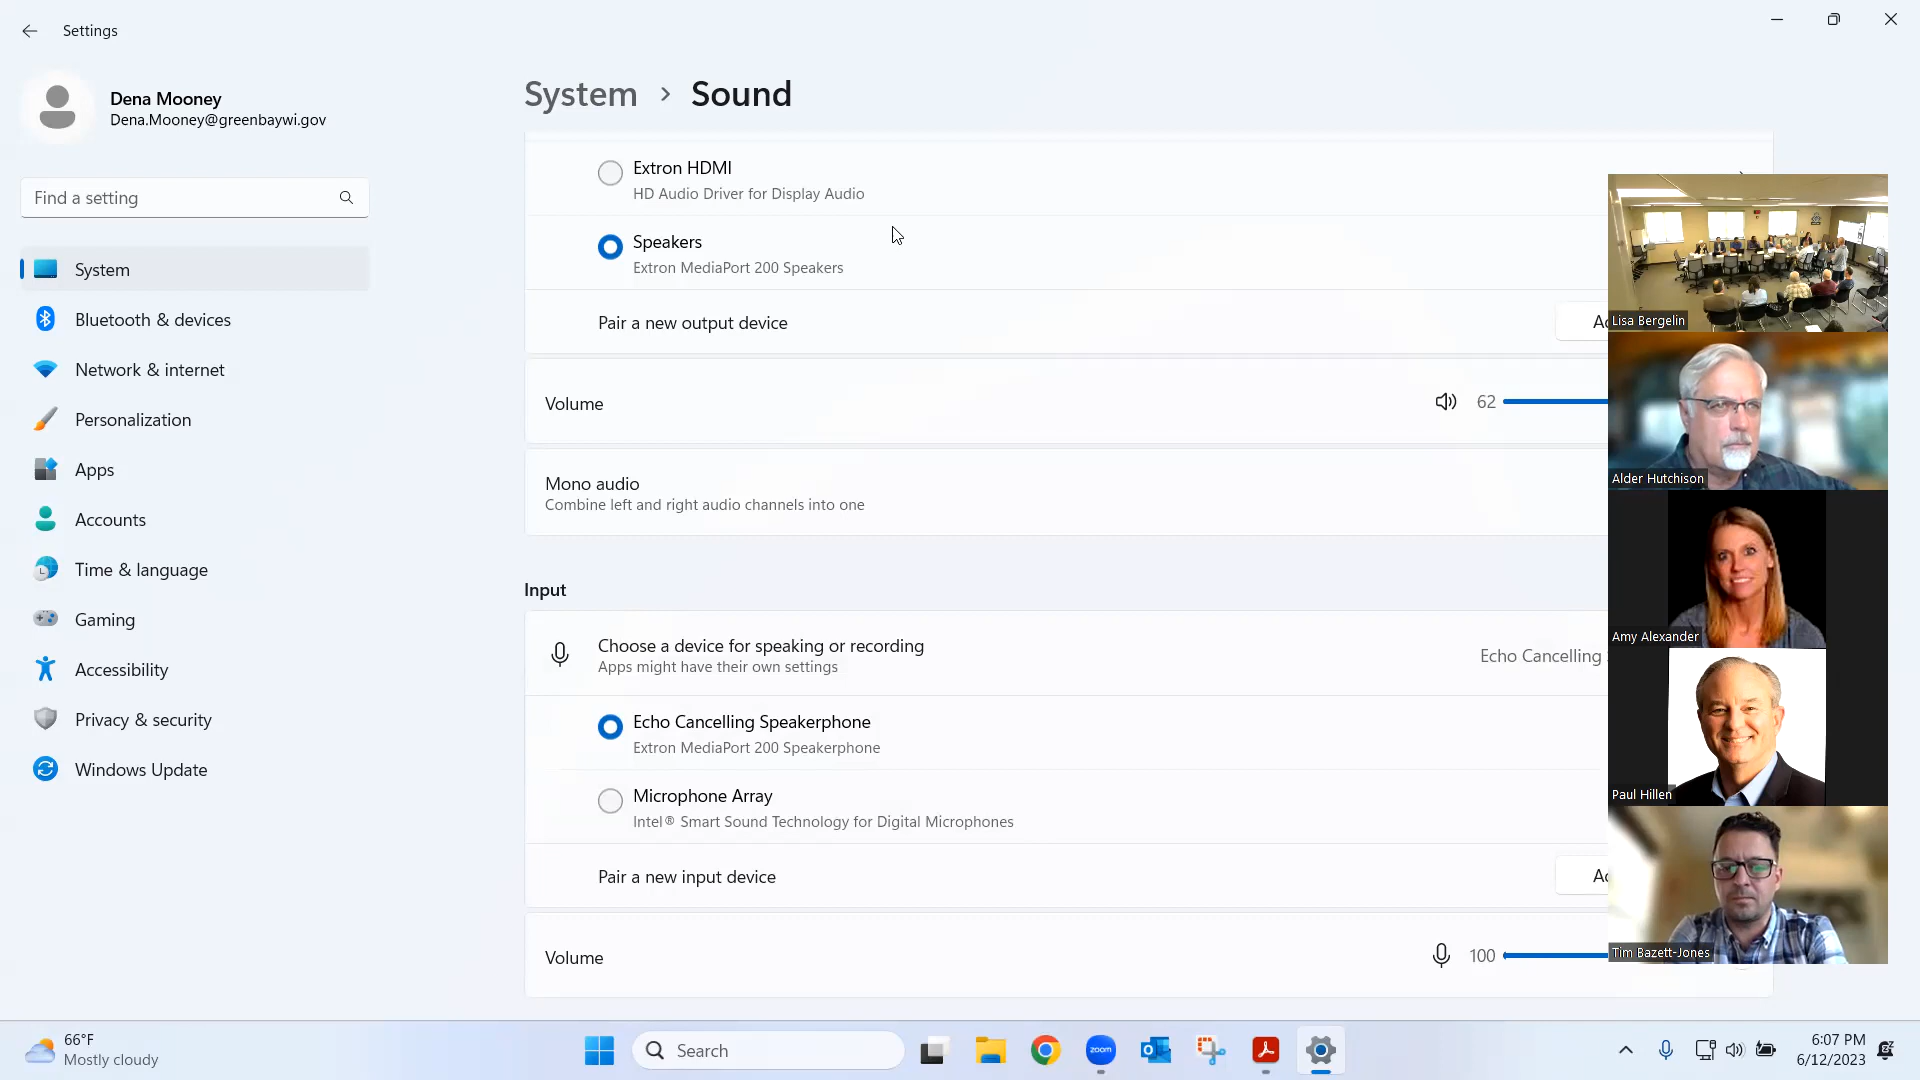 Settings
Dena Mooney
Dena.Mooney@greenbaywi.gov
Find a setting
System
Bluetooth & devices
Network & internet
Personalization
Apps
Accounts
Time & language
Gaming
Accessibility
Privacy & security
Windows Update
System > Sound
Extron HDMI
HD Audio Driver for Display Audio
Speakers
Extron MediaPort 200 Speakers
Pair a new output device
Volume
62
Mono audio
Combine left and right audio channels into one
Input
Choose a device for speaking or recording
Apps might have their own settings
Echo Cancelling
Echo Cancelling Speakerphone
Extron MediaPort 200 Speakerphone
Microphone Array
Intel® Smart Sound Technology for Digital Microphones
Pair a new input device
Volume
100
Lisa Bergelin
Alder Hutchison
Amy Alexander
Paul Hillen
Tim Bazett-Jones
66°F
Mostly cloudy
Search
zoom
6:07 PM
6/12/2023